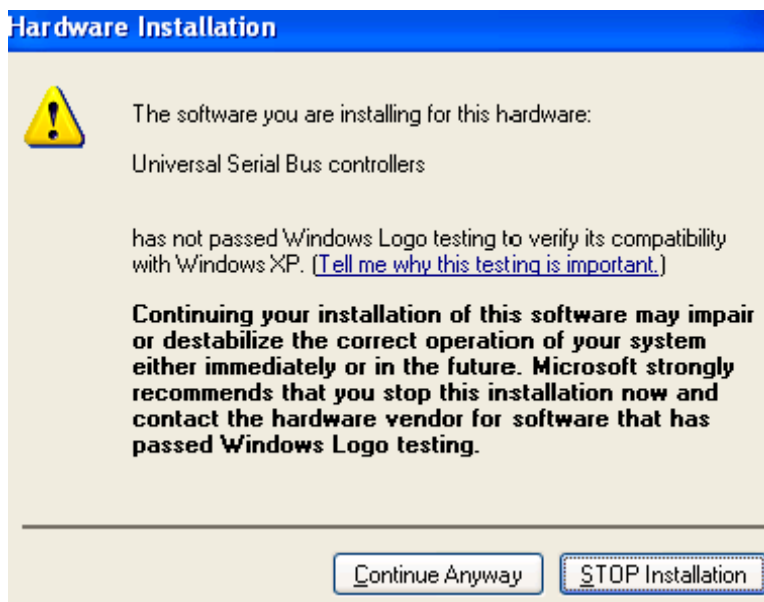 Hardware Installation
The software you are installing for this hardware:
Universal Serial Bus controllers
has not passed Windows Logo testing to verify its compatibility
with Windows XP. (Tell me why this testing is important.)
Continuing your installation of this software may impair
or destabilize the correct operation of your system
either immediately or in the future. Microsoft strongly
recommends that you stop this installation now and
contact the hardware vendor for software that has
passed Windows Logo testing.
Continue Anyway
STOP Installation